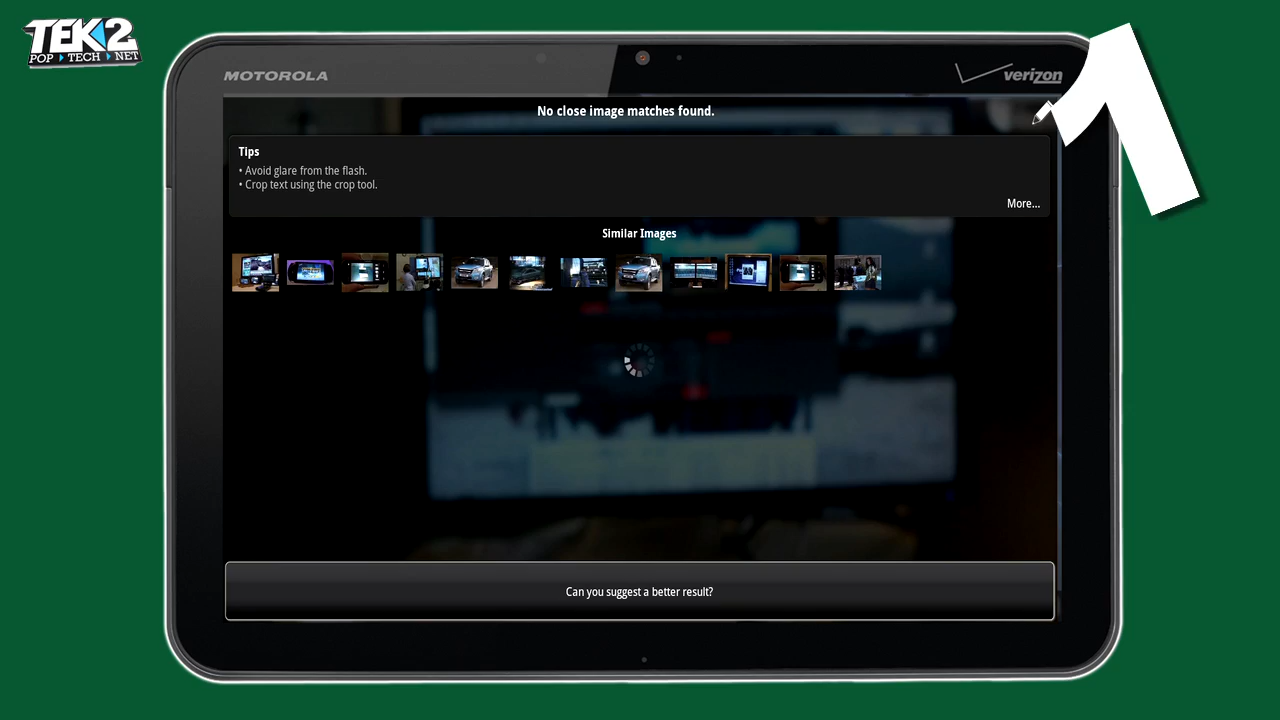 TEK2
POP TECH NET
1
MOTOROLA
verizon
No close image matches found.
Tips
• Avoid glare from the flash.
• Crop text using the crop tool.
More...
Similar Images
Can you suggest a better result?